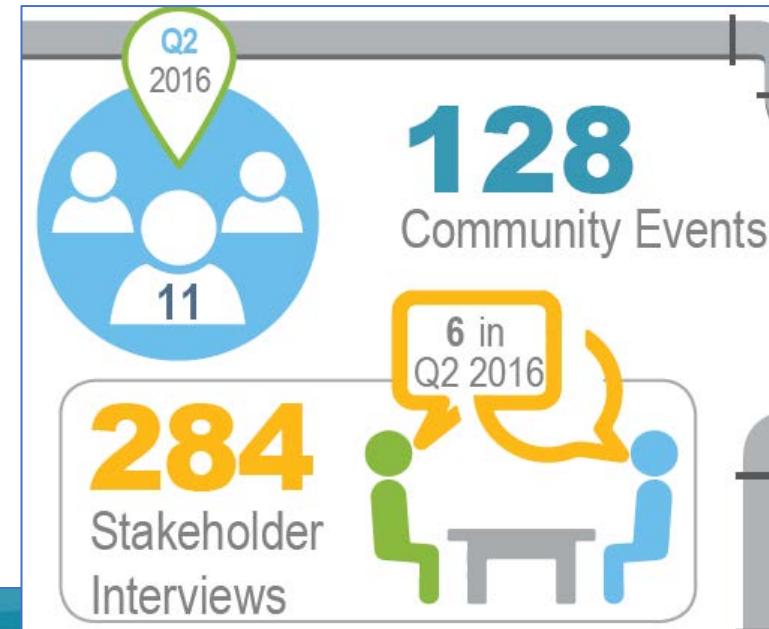 Q2
2016
11
128
Community Events
6 in
Q2 2016
284
Stakeholder
Interviews